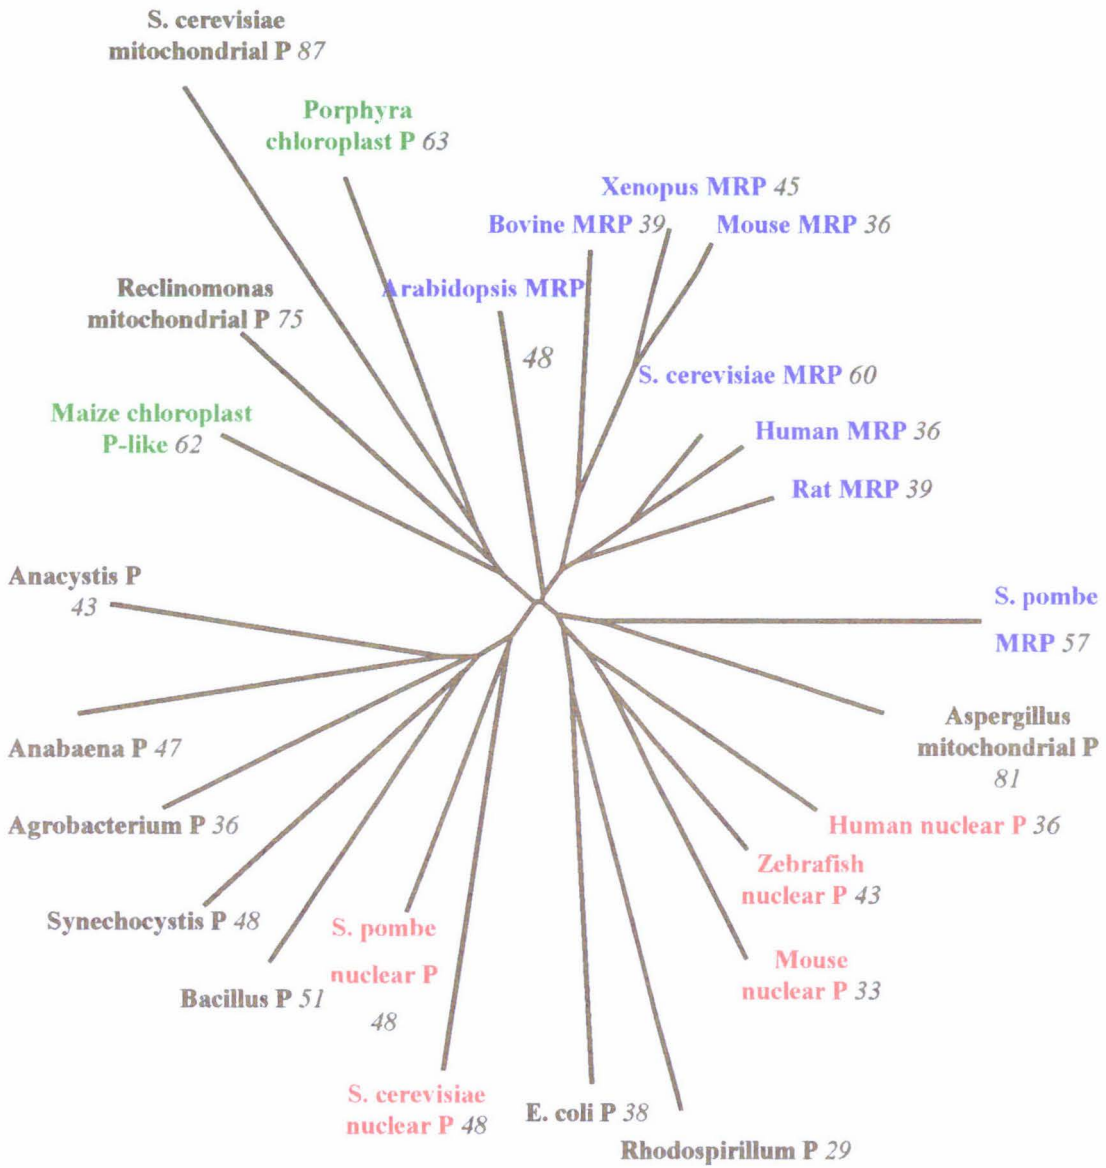 S. cerevisiae
mitochondrial P 87
Porphyra
chloroplast P 63
Xenopus MRP 45
Bovine MRP 39
Mouse MRP 36
Arabidopsis MRP
48
Reclinomonas
mitochondrial P 75
S. cerevisiae MRP 60
Maize chloroplast
P-like 62
Human MRP 36
Rat MRP 39
Anacystis P
43
S. pombe
MRP 57
Anabaena P 47
Aspergillus
mitochondrial P
81
Agrobacterium P 36
Human nuclear P 36
Zebrafish
nuclear P 43
Synechocystis P 48
S. pombe
nuclear P
48
Mouse
nuclear P 33
Bacillus P 51
S. cerevisiae
nuclear P 48
E. coli P 38
Rhodospirillum P 29